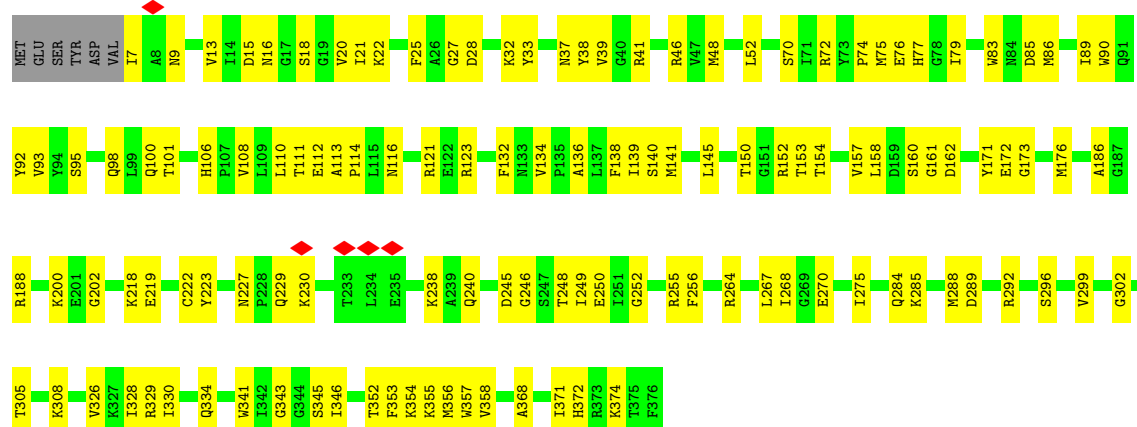 MET GLU SER TYR ASP VAL I7 A8 N9 V13 I14 D15 N16 G17 S18 G19 V20 I21 K22 F25 A26 G27 D28 K32 Y33 N37 Y38 V39 G40 R41 R46 V47 M48 L52 S70 I71 R72 Y73 P74 M75 E76 H77 G78 I79 W83 N84 D85 M86 I89 W90 Q91
Y92 V93 Y94 S95 Q98 L99 Q100 T101 H106 P107 V108 L109 L110 T111 E112 A113 P114 L115 N116 R121 E122 R123 F132 N133 V134 P135 A136 L137 F138 I139 S140 M141 L145 T150 G151 R152 T153 T154 V157 L158 D159 S160 G161 D162 Y171 E172 G173 M176 A186 G187
R188 K200 E201 G202 K218 E219 C222 Y223 N227 P228 Q229 K230 T233 L234 E235 K238 A239 Q240 D245 G246 S247 T248 I249 E250 I251 G252 R255 F256 R264 L267 I268 G269 E270 I275 Q284 K285 M288 D289 R292 S296 V299 G302
T305 K308 V326 K327 I328 R329 I330 Q334 W341 I342 G343 G344 S345 I346 T352 F353 K354 K355 M356 W357 V358 A368 I371 H372 R373 K374 T375 F376